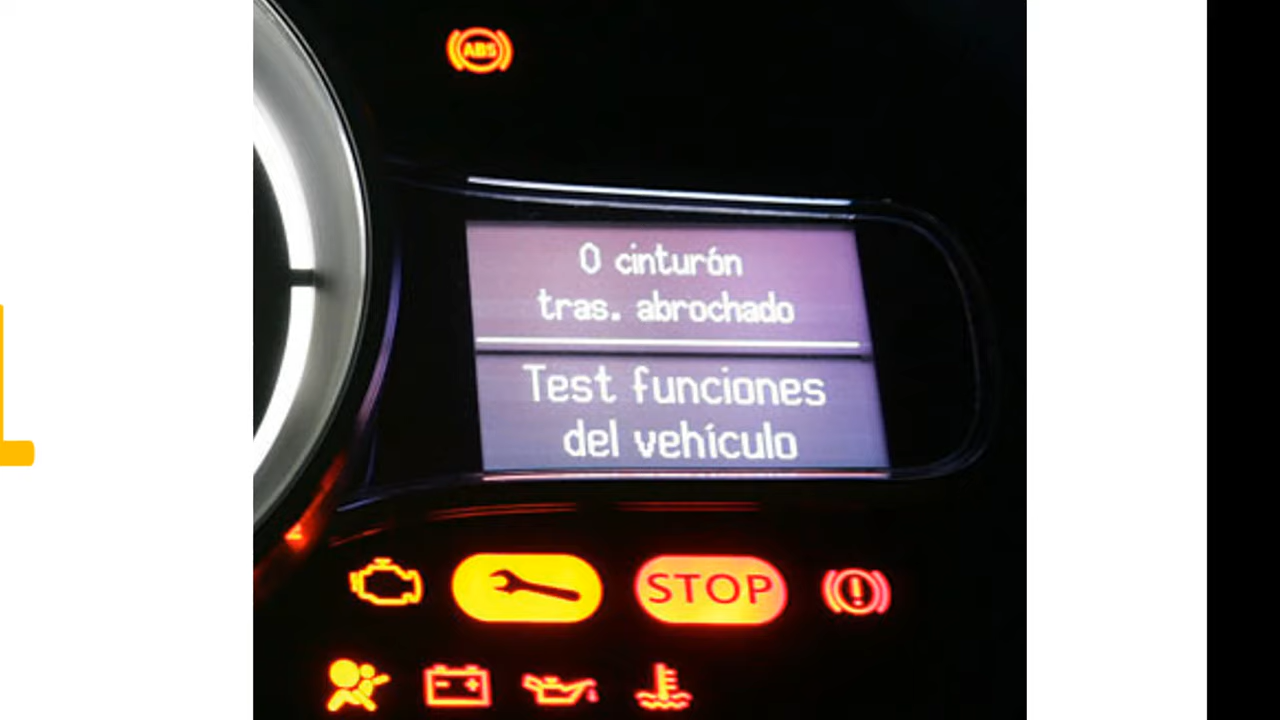 ABS
0 cinturón
tras. abrochado
Test funciones
del vehículo
STOP